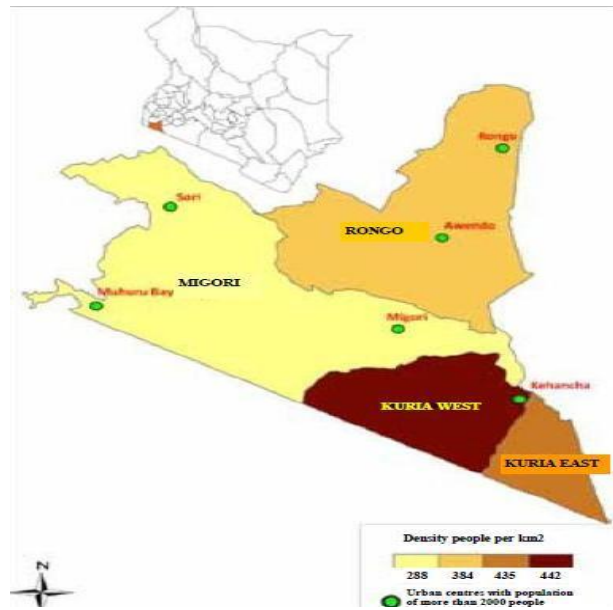 Rongo
Sori
RONGO
Awendo
MIGORI
Muhuru Bay
Migori
Kehancha
KURIA WEST
KURIA EAST
Density people per km2
288 384 435 442
Urban centres with population
of more than 2000 people
N